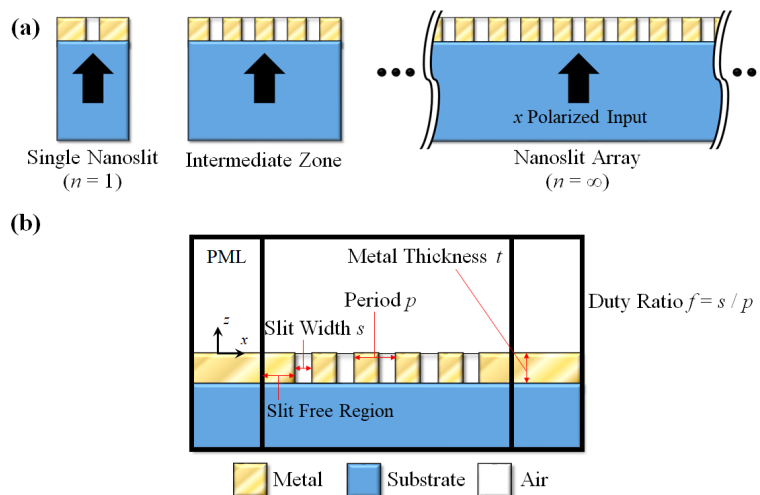 (a)
x Polarized Input
Single Nanoslit
(n = 1)
Intermediate Zone
Nanoslit Array
(n = ∞)
(b)
PML
Metal Thickness t
Period p
Duty Ratio f = s / p
z
x
Slit Width s
Slit Free Region
Metal
Substrate
Air